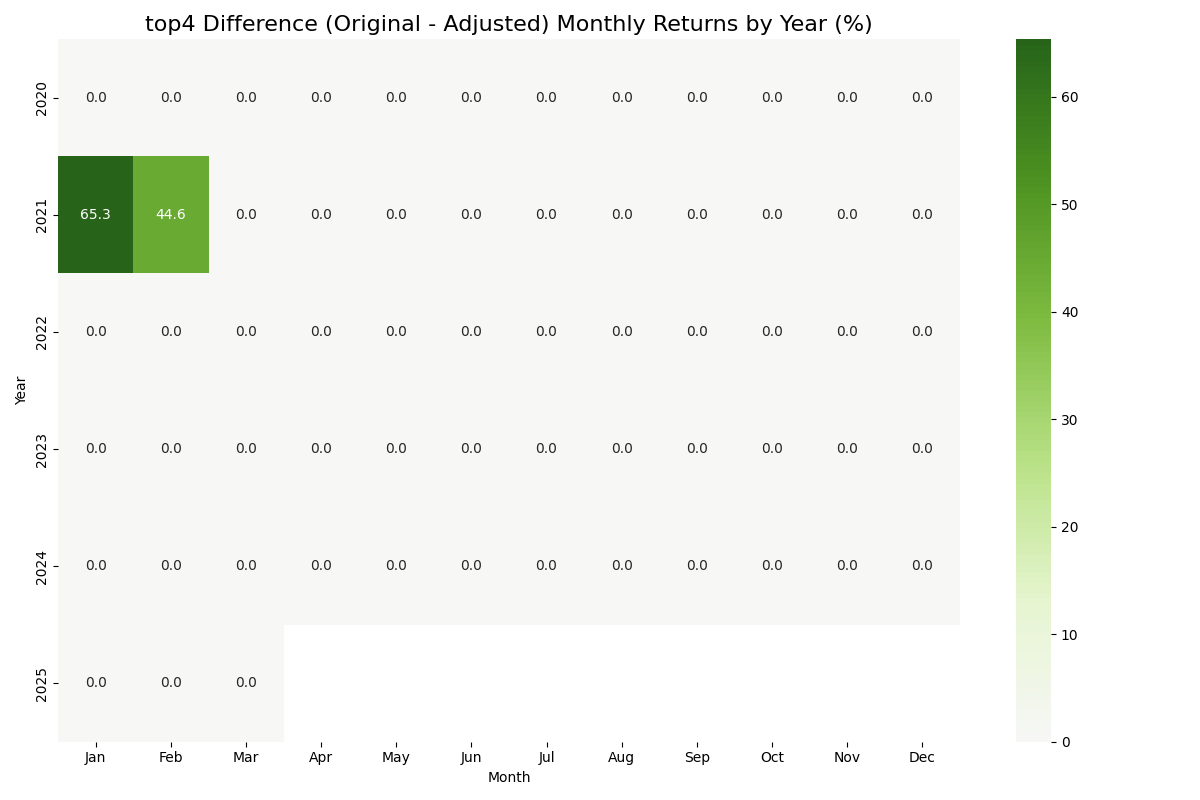 top4 Difference (Original - Adjusted) Monthly Returns by Year (%)
2020 0.0 0.0 0.0 0.0 0.0 0.0 0.0 0.0 0.0 0.0 0.0 0.0
2021 65.3 44.6 0.0 0.0 0.0 0.0 0.0 0.0 0.0 0.0 0.0 0.0
2022 0.0 0.0 0.0 0.0 0.0 0.0 0.0 0.0 0.0 0.0 0.0 0.0
Year
2023 0.0 0.0 0.0 0.0 0.0 0.0 0.0 0.0 0.0 0.0 0.0 0.0
2024 0.0 0.0 0.0 0.0 0.0 0.0 0.0 0.0 0.0 0.0 0.0 0.0
2025 0.0 0.0 0.0
Jan Feb Mar Apr May Jun Jul Aug Sep Oct Nov Dec
Month
60
50
40
30
20
10
0